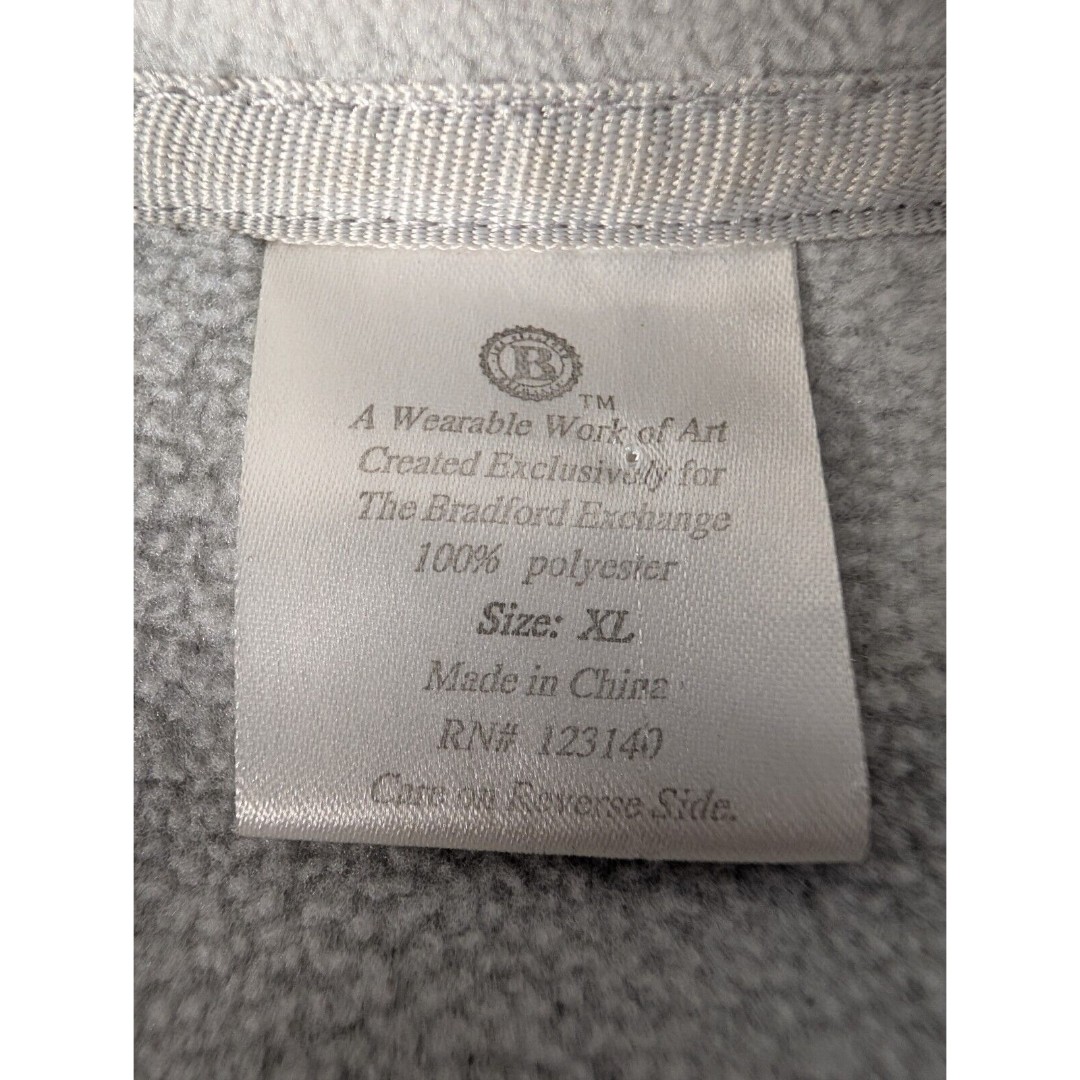 B
TM
A Wearable Work of Art
Created Exclusively for
The Bradford Exchange
100% polyester
Size: XL
Made in China
RN# 123140
Care on Reverse Side.